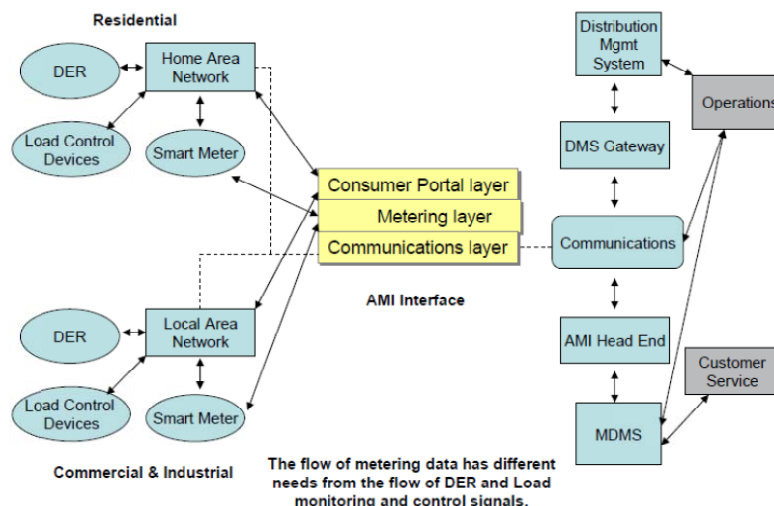 Residential
DER
Home Area
Network
Load Control
Devices
Smart Meter
Consumer Portal layer
Metering layer
Communications layer
AMI Interface
Distribution
Mgmt
System
Operations
DMS Gateway
Communications
AMI Head End
Customer
Service
MDMS
DER
Local Area
Network
Load Control
Devices
Smart Meter
Commercial & Industrial
The flow of metering data has different
needs from the flow of DER and Load
monitoring and control signals.